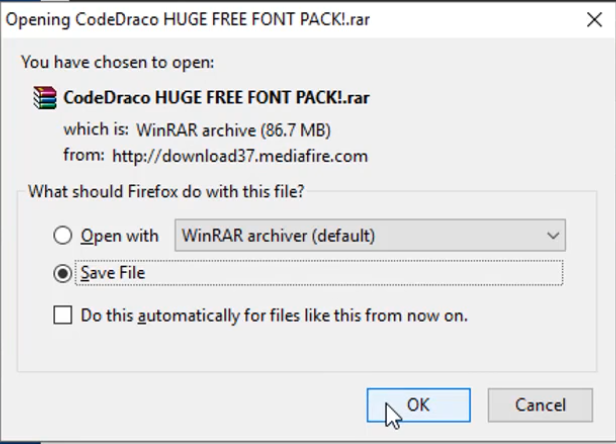 Opening CodeDraco HUGE FREE FONT PACK!.rar
You have chosen to open:
CodeDraco HUGE FREE FONT PACK!.rar
which is: WinRAR archive (86.7 MB)
from: http://download37.mediafire.com
What should Firefox do with this file?
Open with WinRAR archiver (default)
Save File
Do this automatically for files like this from now on.
OK Cancel